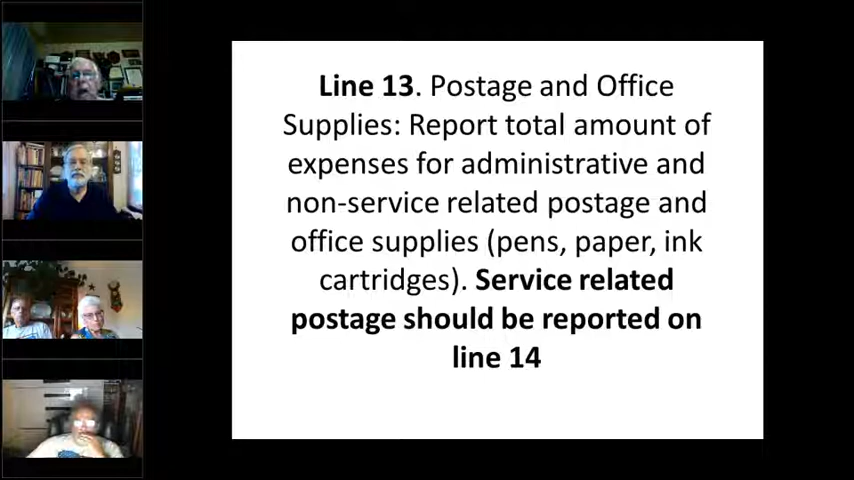 Line 13. Postage and Office
Supplies: Report total amount of
expenses for administrative and
non-service related postage and
office supplies (pens, paper, ink
cartridges). Service related
postage should be reported on
line 14